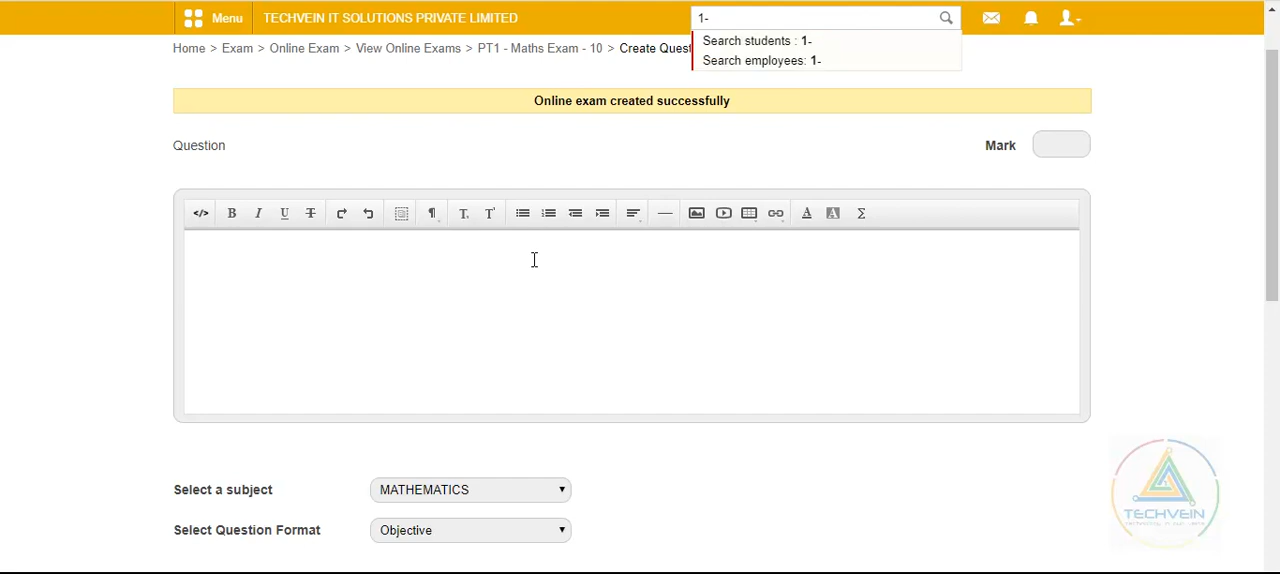 Menu TECHVEIN IT SOLUTIONS PRIVATE LIMITED 1-
Search students : 1-
Search employees: 1-
Home > Exam > Online Exam > View Online Exams > PT1 - Maths Exam - 10 > Create Quest
Online exam created successfully
Question Mark
Select a subject MATHEMATICS
Select Question Format Objective
TECHVEIN